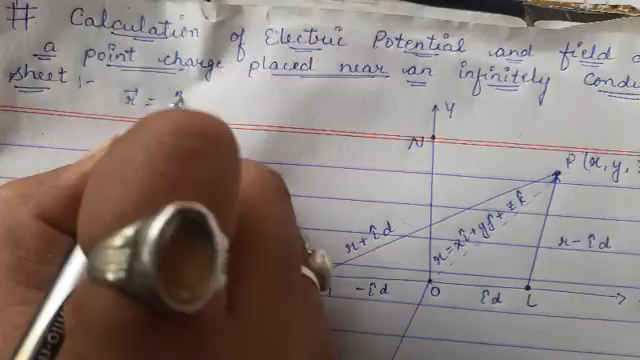 # Calculation of Electric Potential and field
a point charge placed near an infinitely
sheet :-
r⃗ =
Y
N
P (x, y,
r + îd
r = xî + yĵ + zk̂
r - îd
-îd
O
îd
L